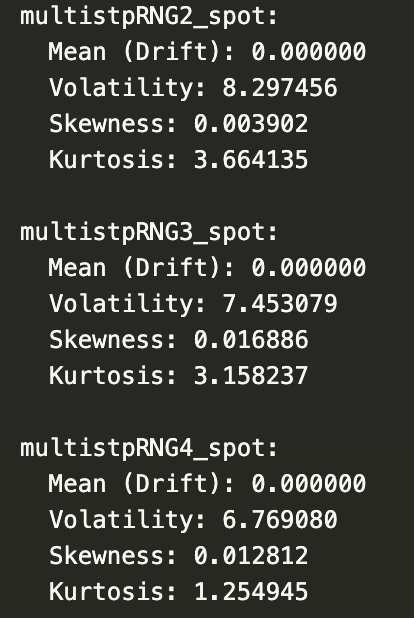 multistpRNG2_spot:
Mean (Drift): 0.000000
Volatility: 8.297456
Skewness: 0.003902
Kurtosis: 3.664135
multistpRNG3_spot:
Mean (Drift): 0.000000
Volatility: 7.453079
Skewness: 0.016886
Kurtosis: 3.158237
multistpRNG4_spot:
Mean (Drift): 0.000000
Volatility: 6.769080
Skewness: 0.012812
Kurtosis: 1.254945